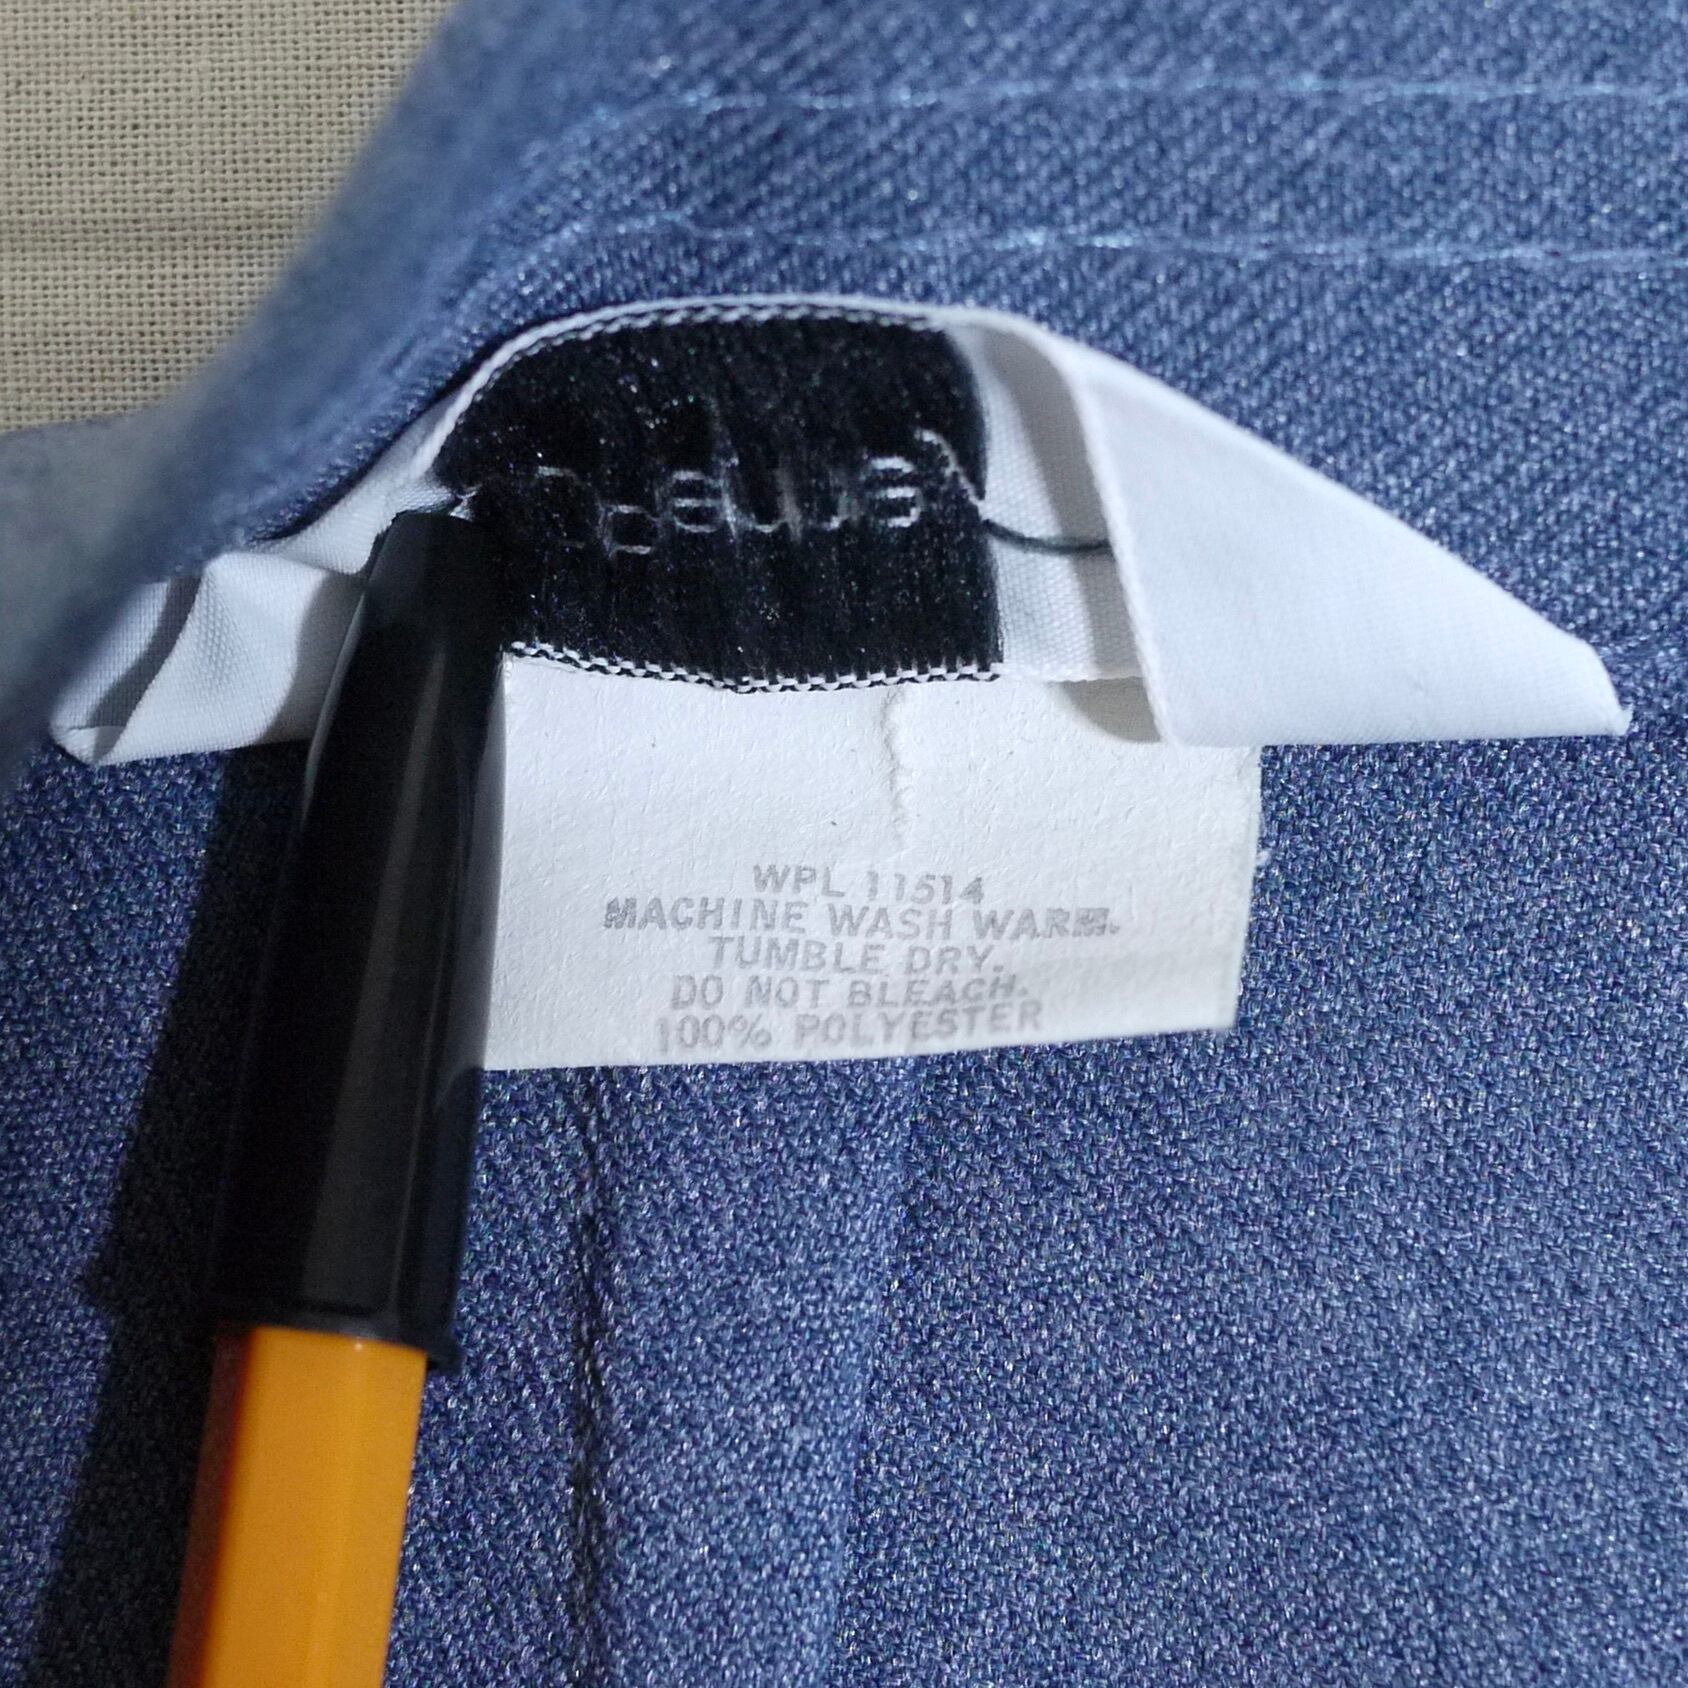 WPL 11514
MACHINE WASH WARM.
TUMBLE DRY.
DO NOT BLEACH.
100% POLYESTER